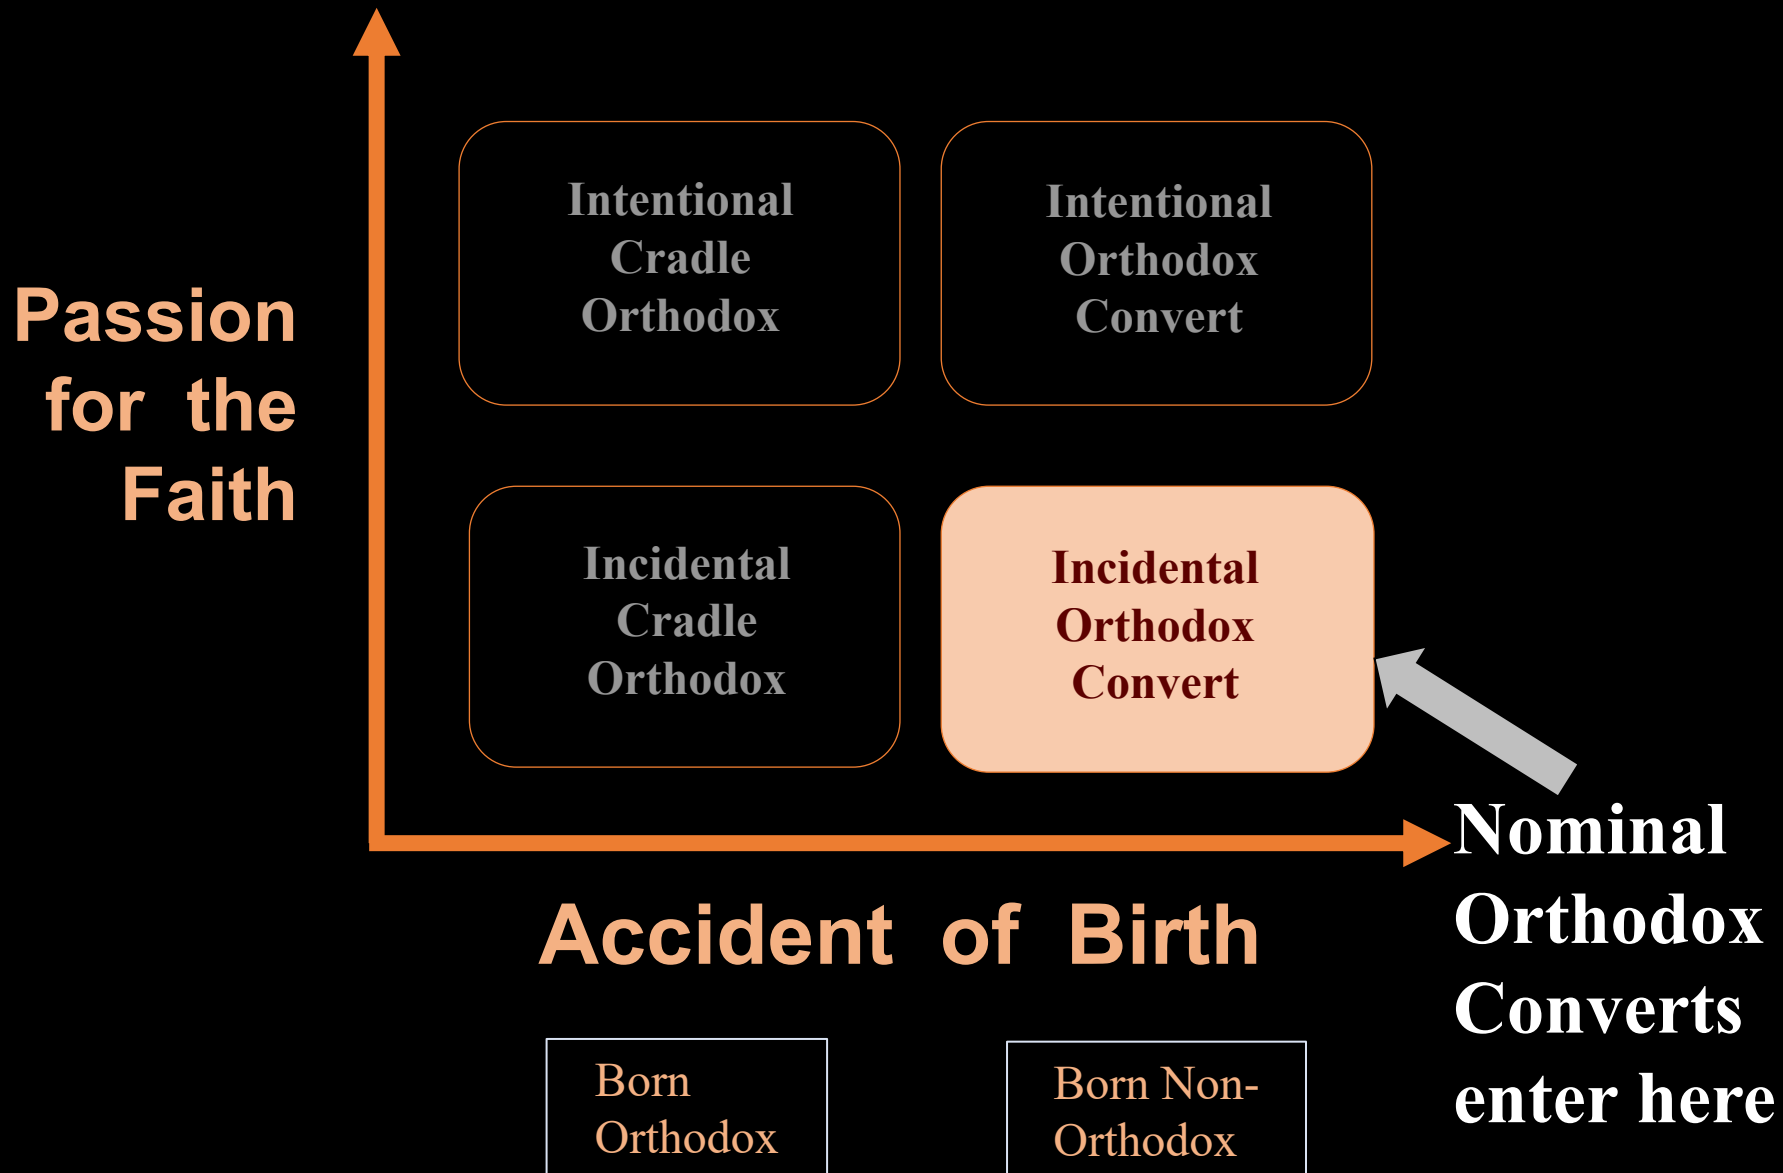 Passion
for the
Faith
Intentional
Cradle
Orthodox
Intentional
Orthodox
Convert
Incidental
Cradle
Orthodox
Incidental
Orthodox
Convert
Nominal
Orthodox
Converts
enter here
Accident of Birth
Born
Orthodox
Born Non-
Orthodox